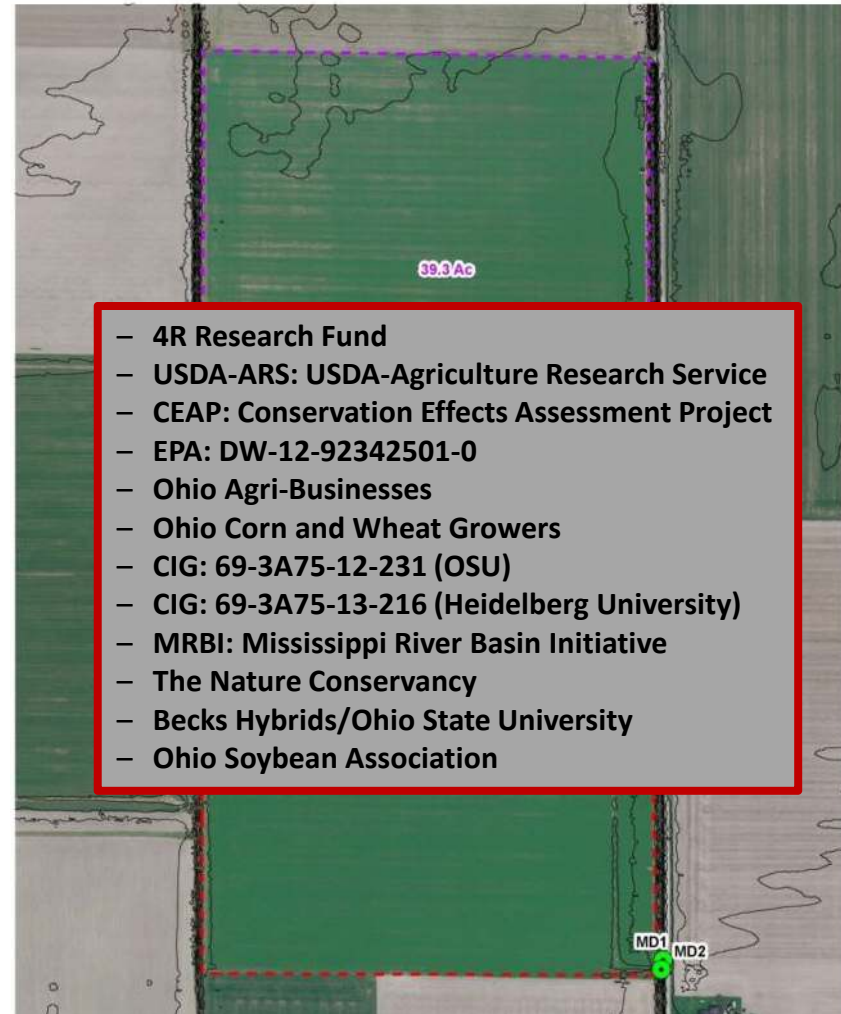 39.3 Ac
– 4R Research Fund
– USDA-ARS: USDA-Agriculture Research Service
– CEAP: Conservation Effects Assessment Project
– EPA: DW-12-92342501-0
– Ohio Agri-Businesses
– Ohio Corn and Wheat Growers
– CIG: 69-3A75-12-231 (OSU)
– CIG: 69-3A75-13-216 (Heidelberg University)
– MRBI: Mississippi River Basin Initiative
– The Nature Conservancy
– Becks Hybrids/Ohio State University
– Ohio Soybean Association
MD1
MD2